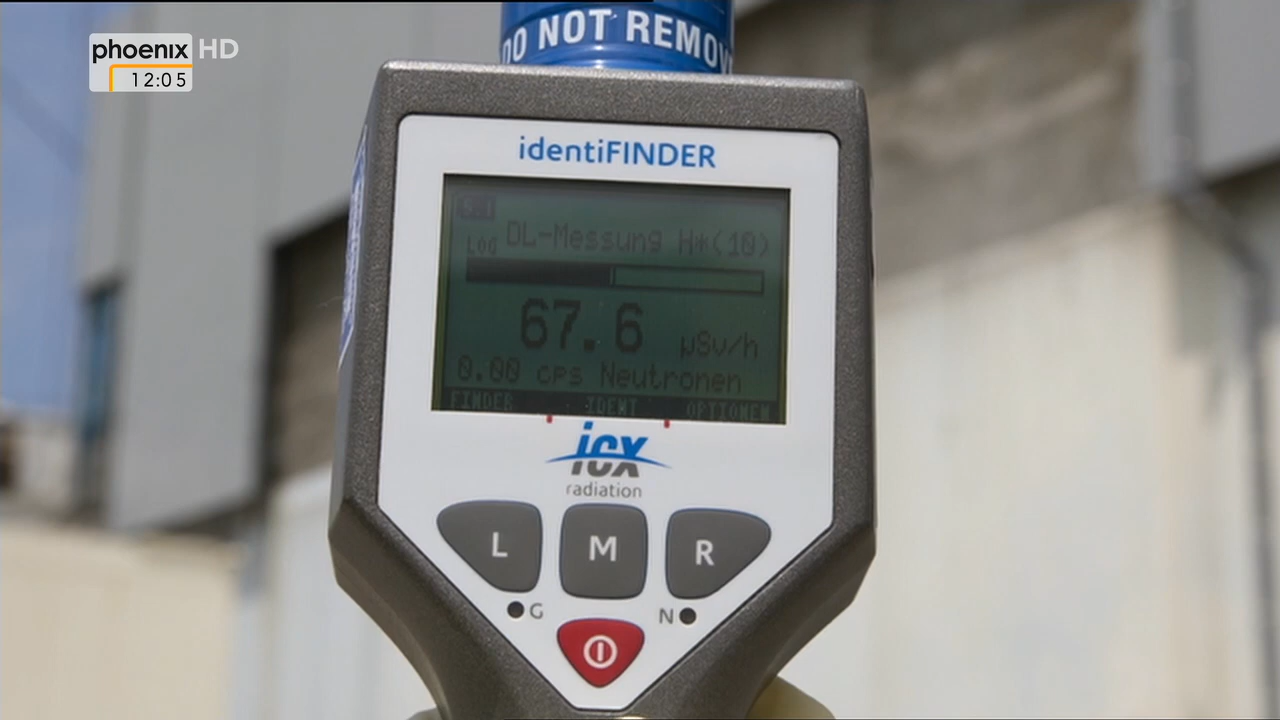 phoenix HD
12:05
DO NOT REMOV
identiFINDER
LOG DL-Messung H*(10)
67.6 µSv/h
0.00 cps Neutronen
FINDER IDENT OPTIONEN
icx
radiation
L M R
G N